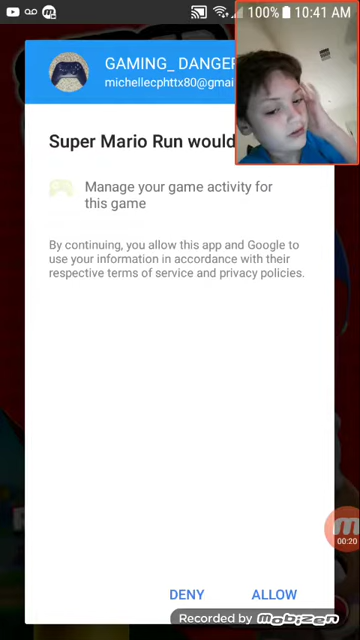 100% 10:41 AM
GAMING_ DANGER
michellecphttx80@gmai
Super Mario Run would
Manage your game activity for
this game
By continuing, you allow this app and Google to
use your information in accordance with their
respective terms of service and privacy policies.
00:20
DENY ALLOW
Recorded by mobizen